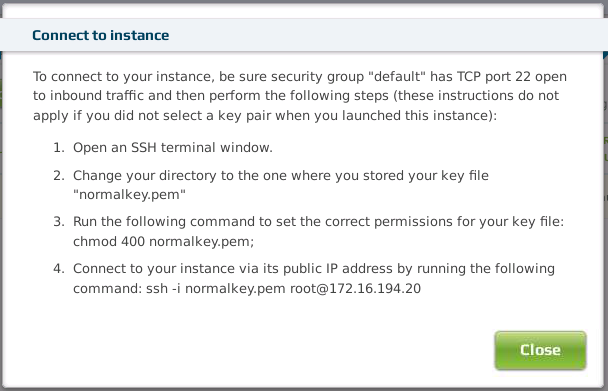 Connect to instance
To connect to your instance, be sure security group "default" has TCP port 22 open
to inbound traffic and then perform the following steps (these instructions do not
apply if you did not select a key pair when you launched this instance):
1. Open an SSH terminal window.
2. Change your directory to the one where you stored your key file
"normalkey.pem"
3. Run the following command to set the correct permissions for your key file:
chmod 400 normalkey.pem;
4. Connect to your instance via its public IP address by running the following
command: ssh -i normalkey.pem root@172.16.194.20
Close